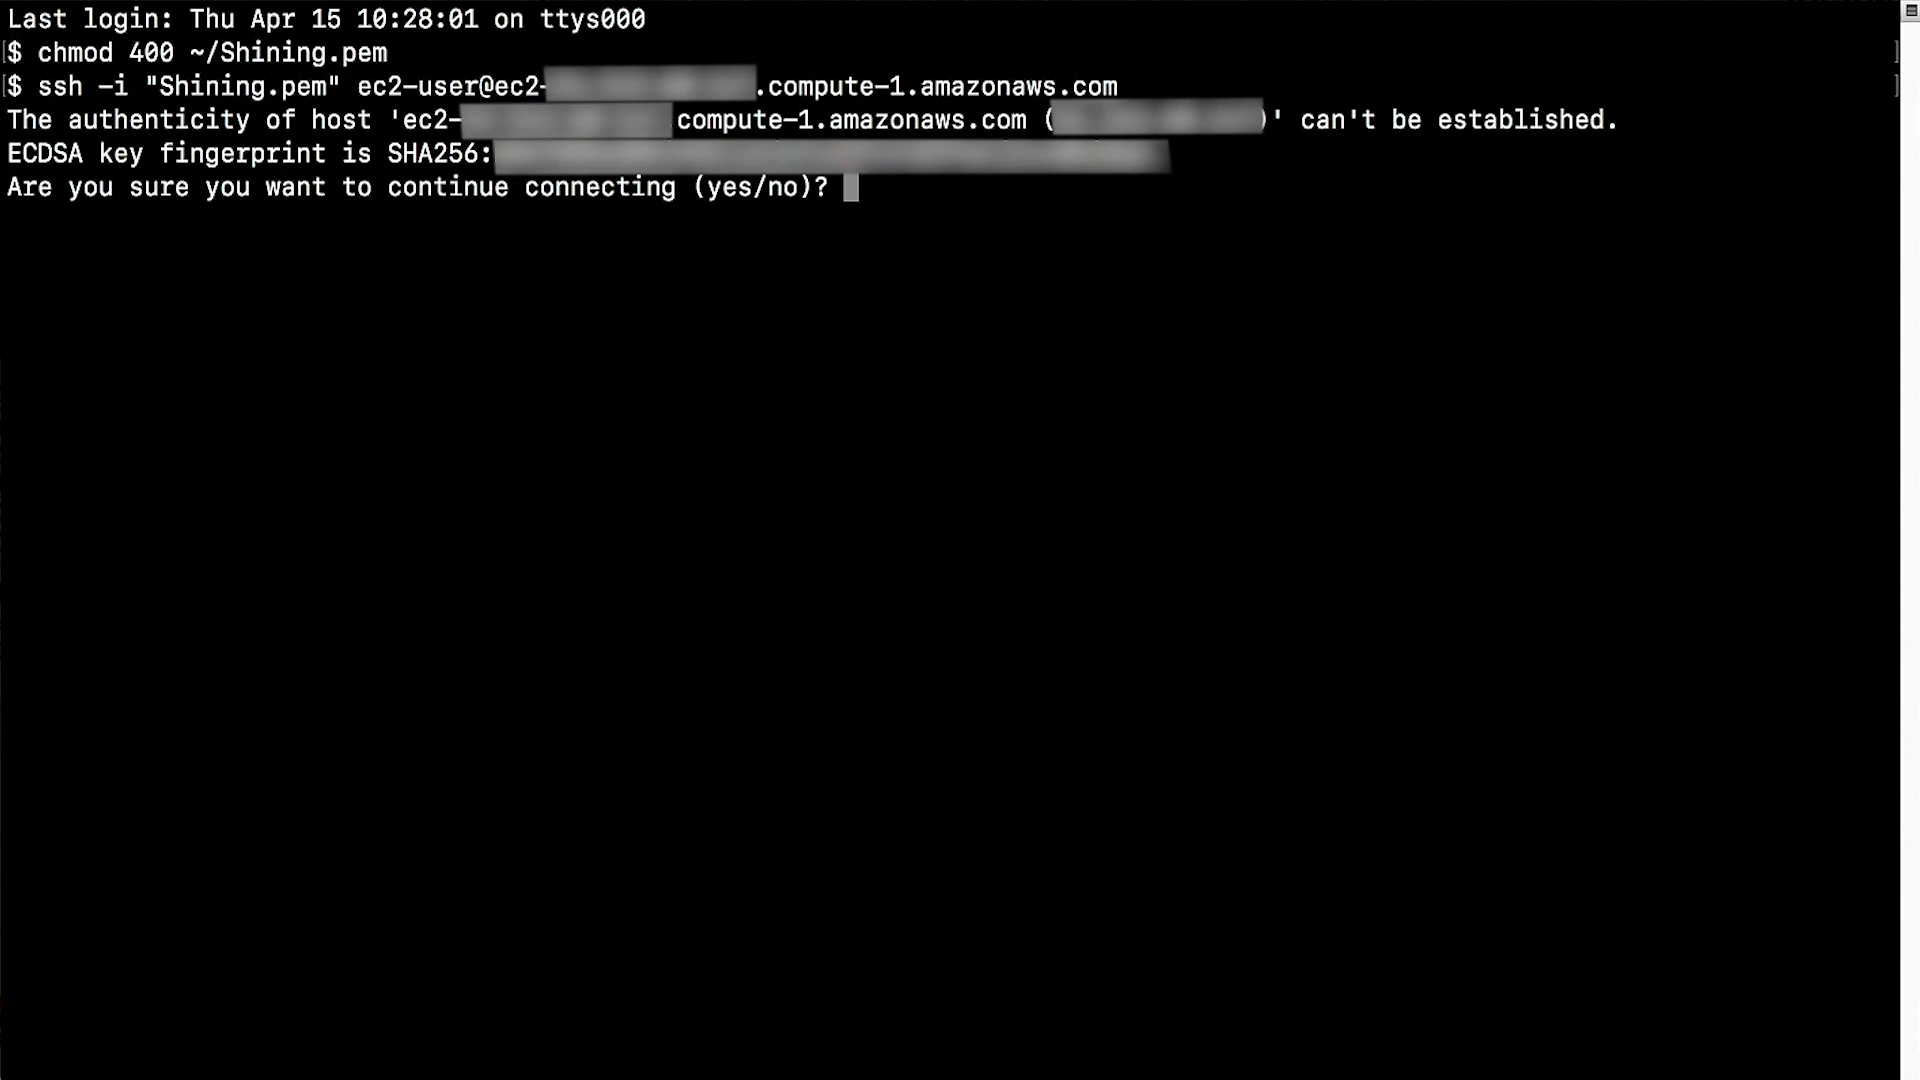 Last login: Thu Apr 15 10:28:01 on ttys000
[$ chmod 400 ~/Shining.pem ]
[$ ssh -i "Shining.pem" ec2-user@ec2- .compute-1.amazonaws.com ]
The authenticity of host 'ec2- compute-1.amazonaws.com ( )' can't be established.
ECDSA key fingerprint is SHA256:
Are you sure you want to continue connecting (yes/no)?